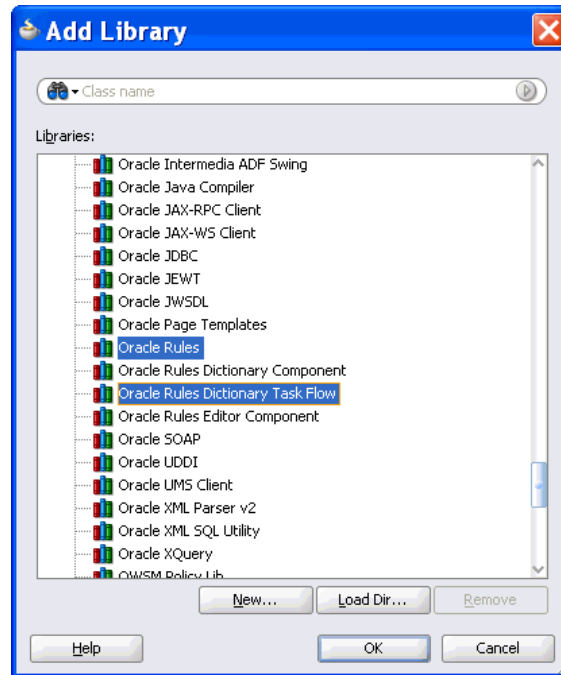 Add Library
Class name
Libraries:
Oracle Intermedia ADF Swing
Oracle Java Compiler
Oracle JAX-RPC Client
Oracle JAX-WS Client
Oracle JDBC
Oracle JEWT
Oracle JWSDL
Oracle Page Templates
Oracle Rules
Oracle Rules Dictionary Component
Oracle Rules Dictionary Task Flow
Oracle Rules Editor Component
Oracle SOAP
Oracle UDDI
Oracle UMS Client
Oracle XML Parser v2
Oracle XML SQL Utility
Oracle XQuery
OWSM Policy Lib
New... Load Dir... Remove
Help OK Cancel